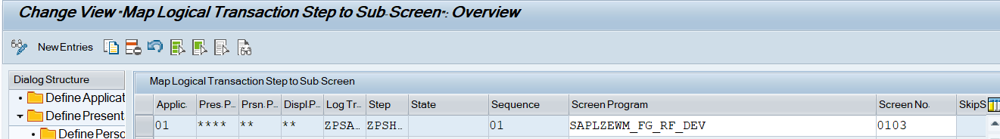 Change View "Map Logical Transaction Step to Sub-Screen": Overview
New Entries
Dialog Structure
Define Applicat
Define Present
Define Perso
Map Logical Transaction Step to Sub-Screen
Applic. Pres.P... Prsn.P... Displ.P... Log Tr... Step State Sequence Screen Program Screen No. SkipS
01 **** ** ** ZPSA... ZPSH... 01 SAPLZEWM_FG_RF_DEV 0103